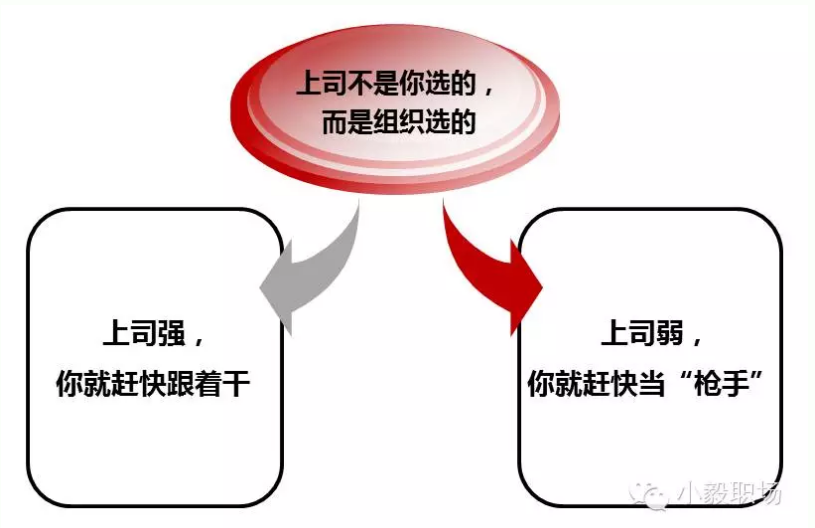 上司不是你选的，
而是组织选的
上司强，
你就赶快跟着干
上司弱，
你就赶快当“枪手”
小毅职场